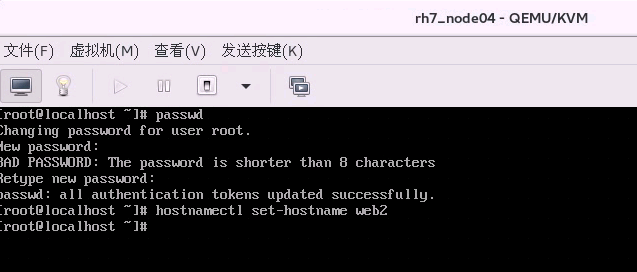 rh7_node04 - QEMU/KVM
文件(F) 虚拟机(M) 查看(V) 发送按键(K)
[root@localhost ~]# passwd
Changing password for user root.
New password:
BAD PASSWORD: The password is shorter than 8 characters
Retype new password:
passwd: all authentication tokens updated successfully.
[root@localhost ~]# hostnamectl set-hostname web2
[root@localhost ~]#